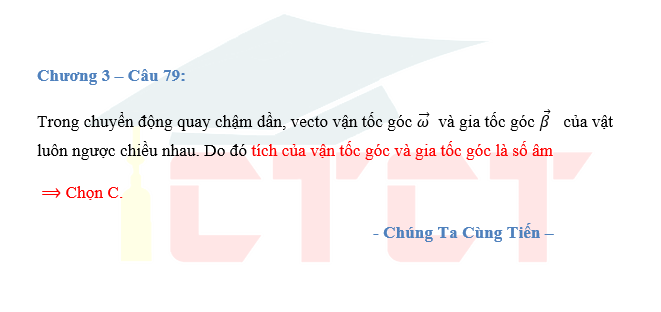 Chương 3 – Câu 79:
Trong chuyển động quay chậm dần, vecto vận tốc góc $\vec{\omega}$ và gia tốc góc $\vec{\beta}$ của vật
luôn ngược chiều nhau. Do đó tích của vận tốc góc và gia tốc góc là số âm
⟹ Chọn C.
CTCT
- Chúng Ta Cùng Tiến –